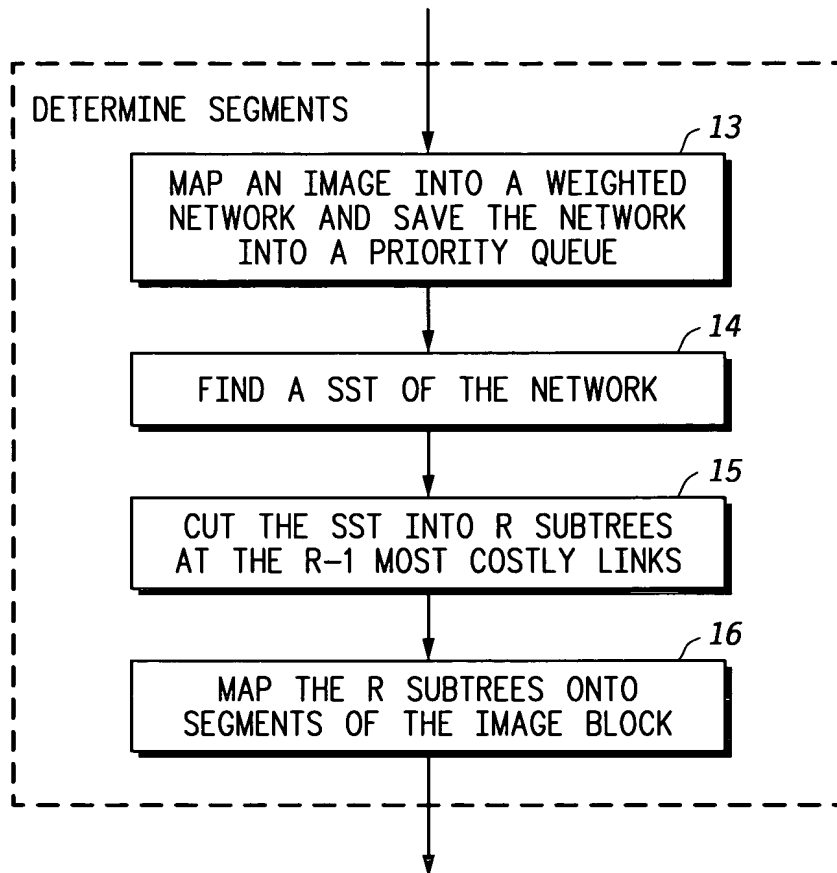 DETERMINE SEGMENTS
13
MAP AN IMAGE INTO A WEIGHTED
NETWORK AND SAVE THE NETWORK
INTO A PRIORITY QUEUE
14
FIND A SST OF THE NETWORK
15
CUT THE SST INTO R SUBTREES
AT THE R-1 MOST COSTLY LINKS
16
MAP THE R SUBTREES ONTO
SEGMENTS OF THE IMAGE BLOCK